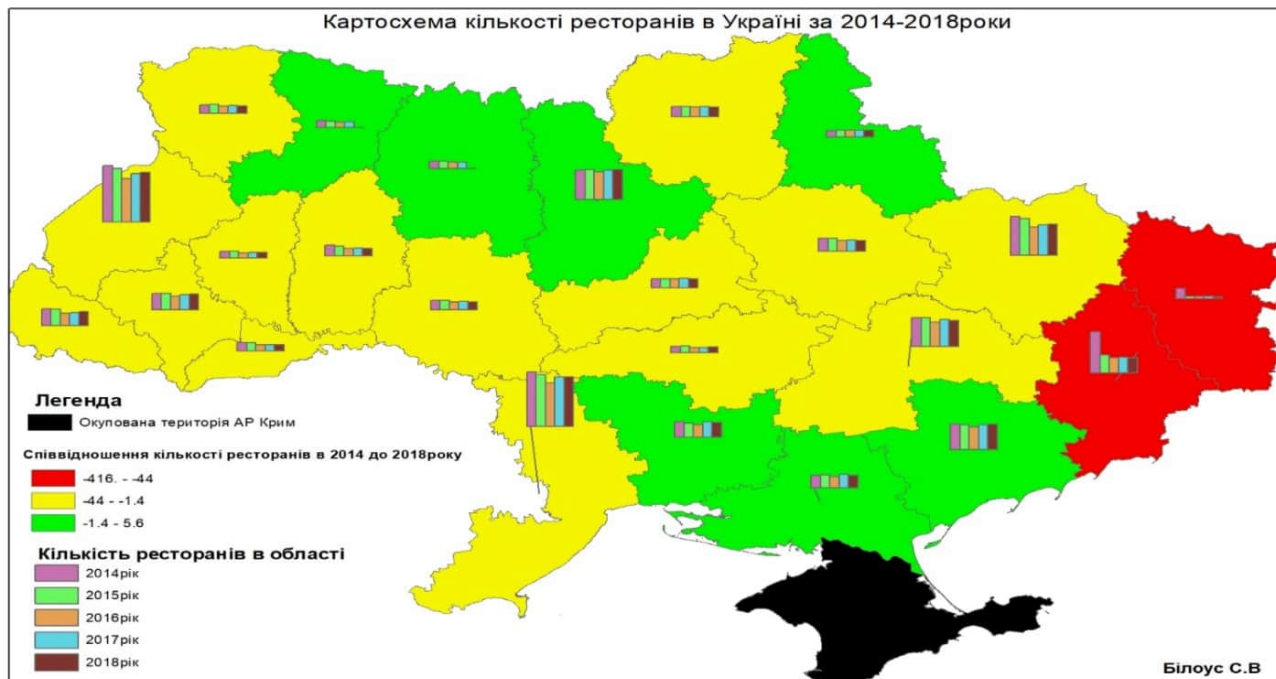 Картосхема кількості ресторанів в Україні за 2014-2018роки
Легенда
Окупована територія АР Крим
Співвідношення кількості ресторанів в 2014 до 2018року
-416. - -44
-44 - -1.4
-1.4 - 5.6
Кількість ресторанів в області
2014рік
2015рік
2016рік
2017рік
2018рік
Білоус С.В